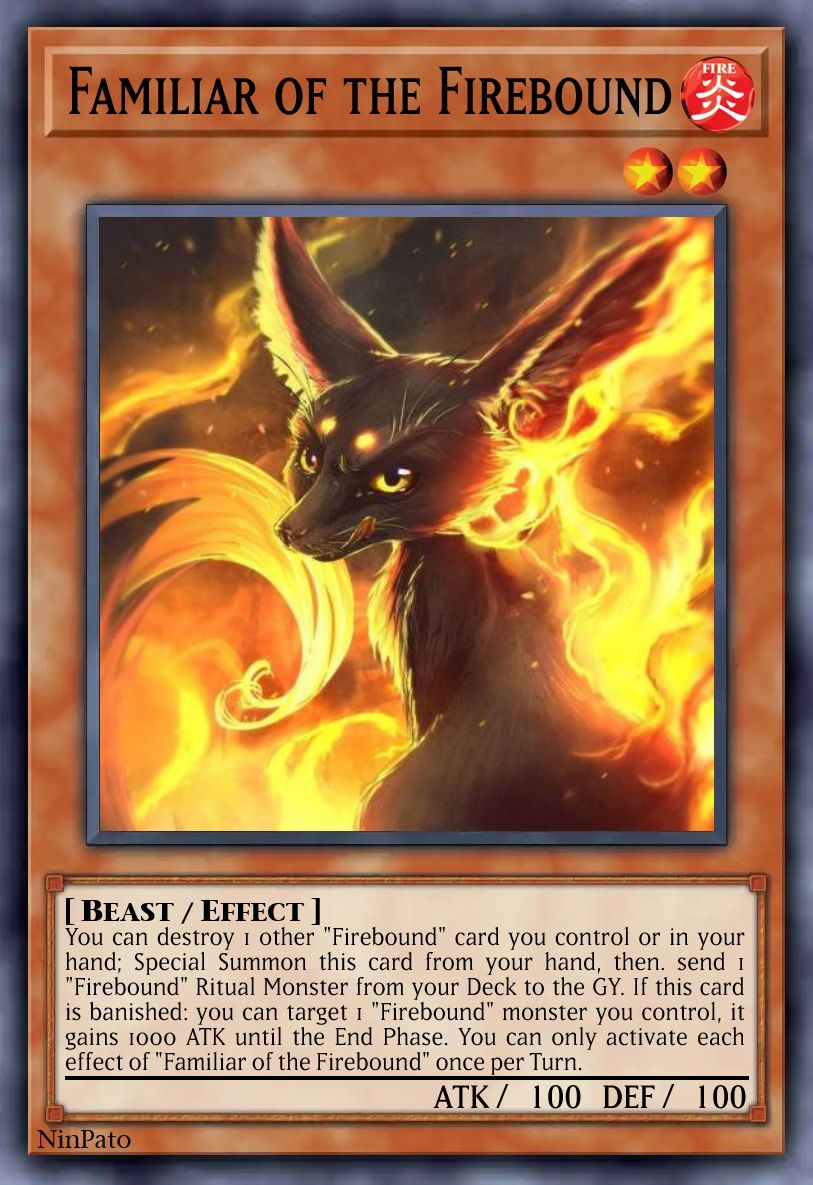 Familiar of the Firebound
FIRE
炎
[ Beast / Effect ]
You can destroy 1 other "Firebound" card you control or in your
hand; Special Summon this card from your hand, then. send 1
"Firebound" Ritual Monster from your Deck to the GY. If this card
is banished: you can target 1 "Firebound" monster you control, it
gains 1000 ATK until the End Phase. You can only activate each
effect of "Familiar of the Firebound" once per Turn.
ATK / 100 DEF / 100
NinPato